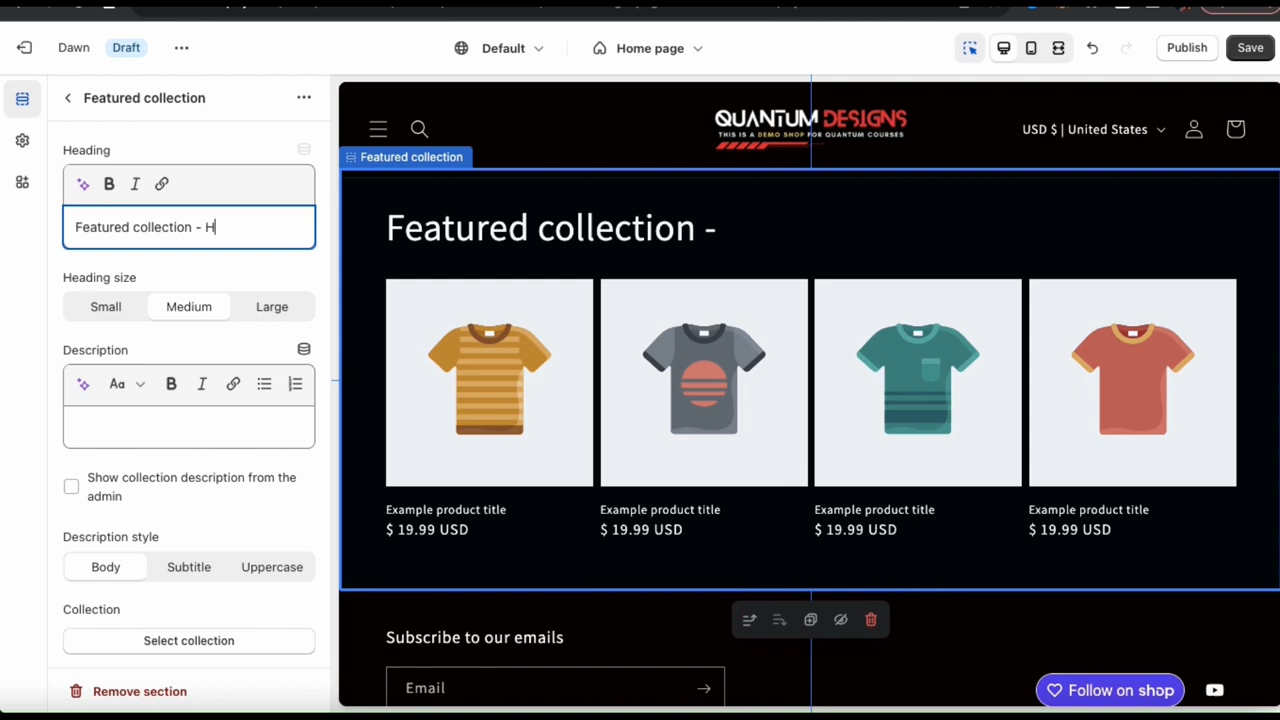 Dawn Draft
Default
Home page
Publish
Save
Featured collection
Heading
Featured collection - H
Heading size
Small Medium Large
Description
Aa
Show collection description from the
admin
Description style
Body Subtitle Uppercase
Collection
Select collection
Remove section
QUANTUM DESIGNS
THIS IS A DEMO SHOP FOR QUANTUM COURSES
USD $ | United States
Featured collection
Featured collection -
Example product title
$ 19.99 USD
Example product title
$ 19.99 USD
Example product title
$ 19.99 USD
Example product title
$ 19.99 USD
Subscribe to our emails
Email
Follow on shop